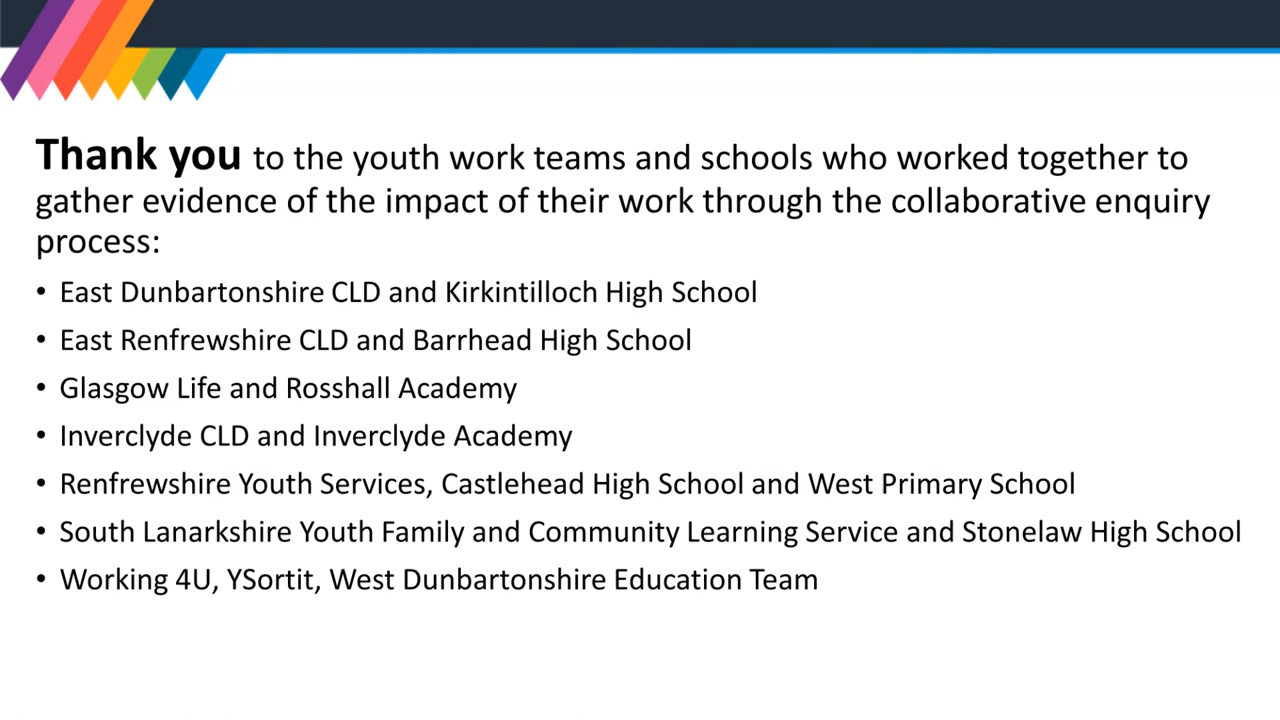 Thank you to the youth work teams and schools who worked together to
gather evidence of the impact of their work through the collaborative enquiry
process:
• East Dunbartonshire CLD and Kirkintilloch High School
• East Renfrewshire CLD and Barrhead High School
• Glasgow Life and Rosshall Academy
• Inverclyde CLD and Inverclyde Academy
• Renfrewshire Youth Services, Castlehead High School and West Primary School
• South Lanarkshire Youth Family and Community Learning Service and Stonelaw High School
• Working 4U, YSortit, West Dunbartonshire Education Team